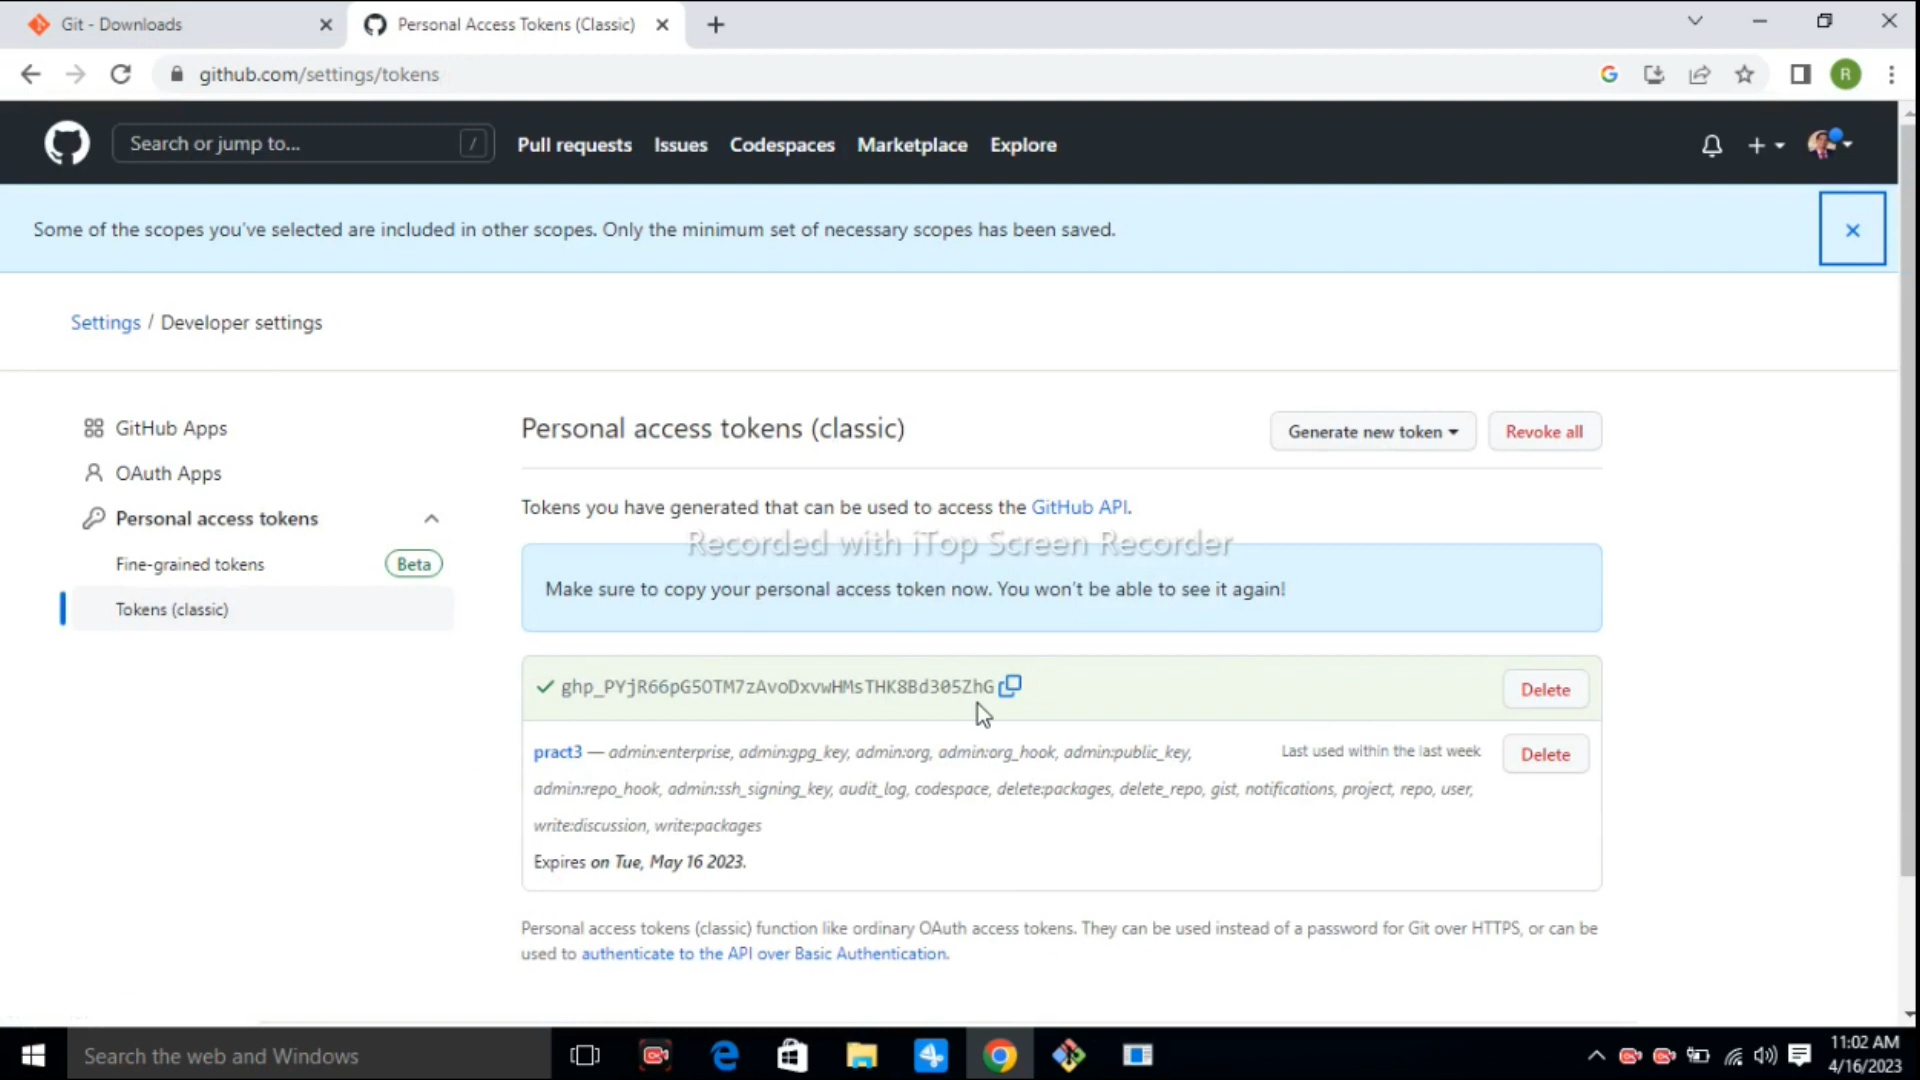 Git - Downloads
Personal Access Tokens (Classic)
github.com/settings/tokens
R
Search or jump to...
/
Pull requests
Issues
Codespaces
Marketplace
Explore
Some of the scopes you've selected are included in other scopes. Only the minimum set of necessary scopes has been saved.
Settings / Developer settings
GitHub Apps
OAuth Apps
Personal access tokens
Fine-grained tokens
Beta
Tokens (classic)
Personal access tokens (classic)
Generate new token
Revoke all
Tokens you have generated that can be used to access the GitHub API.
Recorded with iTop Screen Recorder
Make sure to copy your personal access token now. You won't be able to see it again!
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
Delete
pract3 — admin:enterprise, admin:gpg_key, admin:org, admin:org_hook, admin:public_key,
Last used within the last week
Delete
admin:repo_hook, admin:ssh_signing_key, audit_log, codespace, delete:packages, delete_repo, gist, notifications, project, repo, user,
write:discussion, write:packages
Expires on Tue, May 16 2023.
Personal access tokens (classic) function like ordinary OAuth access tokens. They can be used instead of a password for Git over HTTPS, or can be
used to authenticate to the API over Basic Authentication.
Search the web and Windows
11:02 AM
4/16/2023